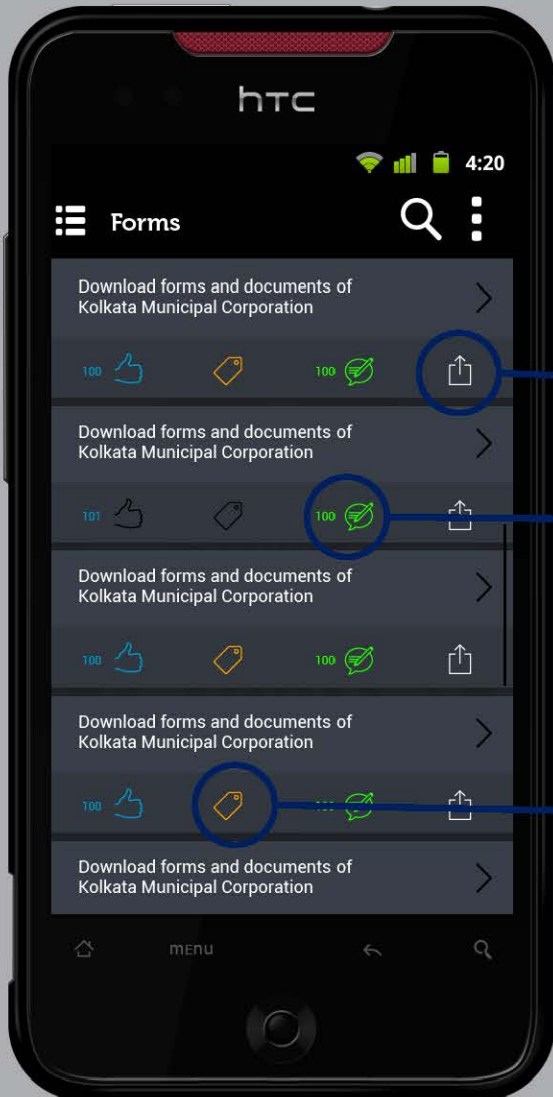 hTC
4:20
Forms
Download forms and documents of
Kolkata Municipal Corporation
100
100
Download forms and documents of
Kolkata Municipal Corporation
101
100
Download forms and documents of
Kolkata Municipal Corporation
100
100
Download forms and documents of
Kolkata Municipal Corporation
100
Download forms and documents of
Kolkata Municipal Corporation
menu